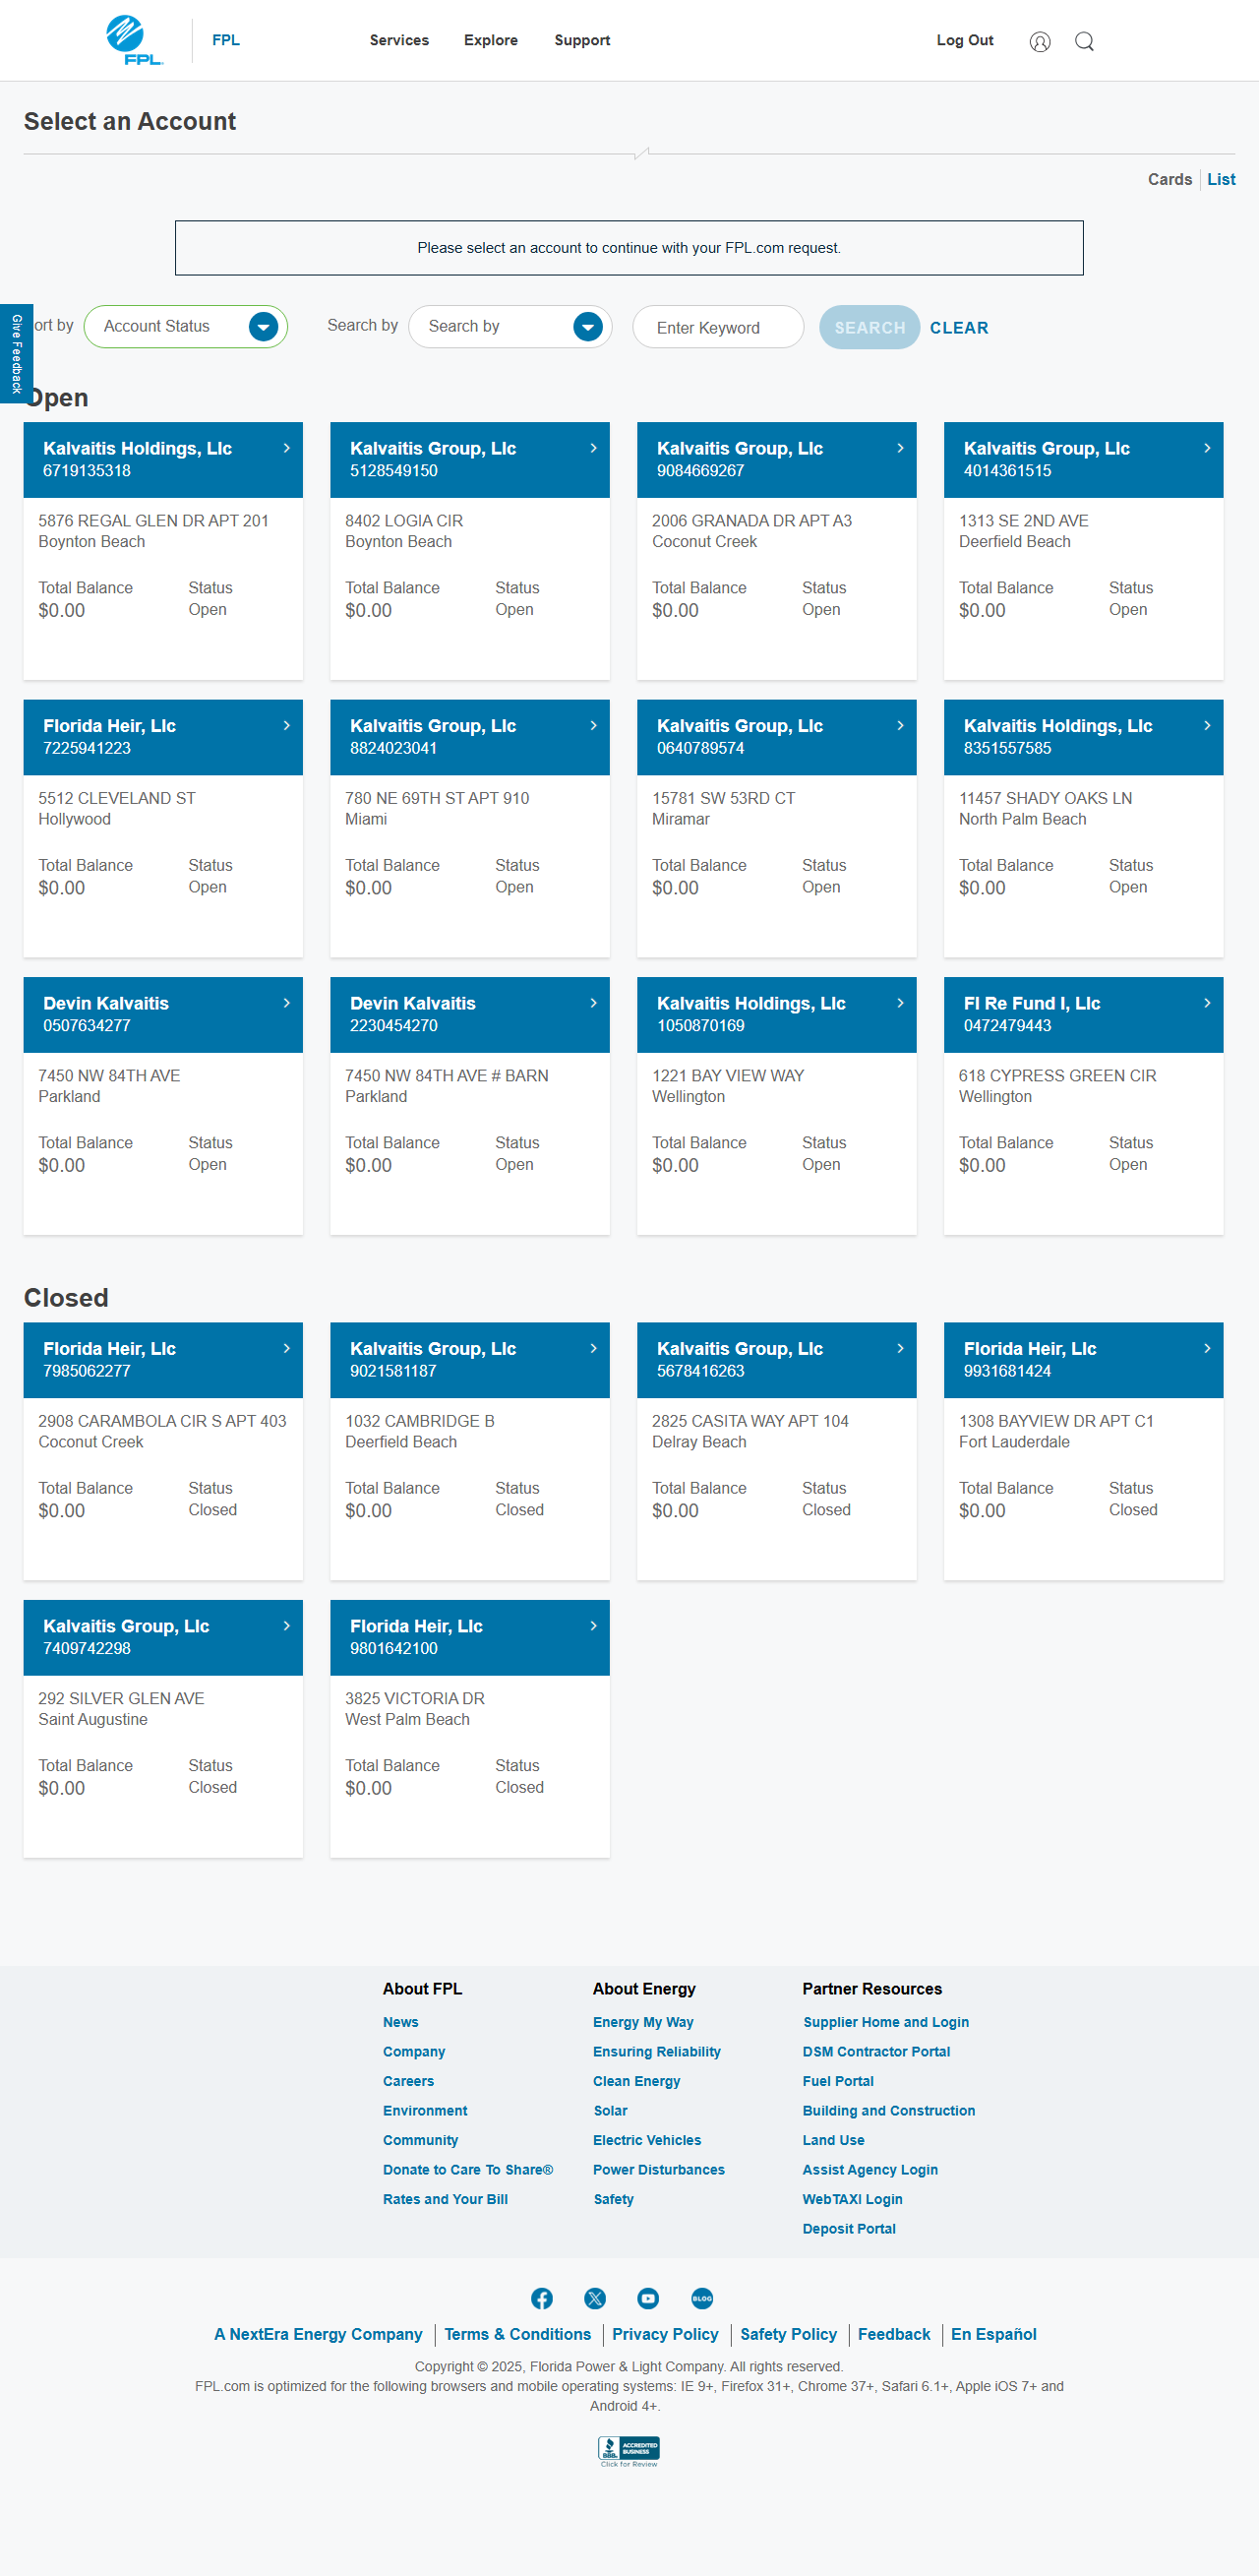 FPL
FPL
Services
Explore
Support
Log Out
Select an Account
Cards
List
Please select an account to continue with your FPL.com request.
Give Feedback
ort by
Account Status
Search by
Search by
Enter Keyword
SEARCH
CLEAR
Open
Kalvaitis Holdings, Llc
6719135318
5876 REGAL GLEN DR APT 201
Boynton Beach
Total Balance
Status
$0.00
Open
Kalvaitis Group, Llc
5128549150
8402 LOGIA CIR
Boynton Beach
Total Balance
Status
$0.00
Open
Kalvaitis Group, Llc
9084669267
2006 GRANADA DR APT A3
Coconut Creek
Total Balance
Status
$0.00
Open
Kalvaitis Group, Llc
4014361515
1313 SE 2ND AVE
Deerfield Beach
Total Balance
Status
$0.00
Open
Florida Heir, Llc
7225941223
5512 CLEVELAND ST
Hollywood
Total Balance
Status
$0.00
Open
Kalvaitis Group, Llc
8824023041
780 NE 69TH ST APT 910
Miami
Total Balance
Status
$0.00
Open
Kalvaitis Group, Llc
0640789574
15781 SW 53RD CT
Miramar
Total Balance
Status
$0.00
Open
Kalvaitis Holdings, Llc
8351557585
11457 SHADY OAKS LN
North Palm Beach
Total Balance
Status
$0.00
Open
Devin Kalvaitis
0507634277
7450 NW 84TH AVE
Parkland
Total Balance
Status
$0.00
Open
Devin Kalvaitis
2230454270
7450 NW 84TH AVE # BARN
Parkland
Total Balance
Status
$0.00
Open
Kalvaitis Holdings, Llc
1050870169
1221 BAY VIEW WAY
Wellington
Total Balance
Status
$0.00
Open
Fl Re Fund I, Llc
0472479443
618 CYPRESS GREEN CIR
Wellington
Total Balance
Status
$0.00
Open
Closed
Florida Heir, Llc
7985062277
2908 CARAMBOLA CIR S APT 403
Coconut Creek
Total Balance
Status
$0.00
Closed
Kalvaitis Group, Llc
9021581187
1032 CAMBRIDGE B
Deerfield Beach
Total Balance
Status
$0.00
Closed
Kalvaitis Group, Llc
5678416263
2825 CASITA WAY APT 104
Delray Beach
Total Balance
Status
$0.00
Closed
Florida Heir, Llc
9931681424
1308 BAYVIEW DR APT C1
Fort Lauderdale
Total Balance
Status
$0.00
Closed
Kalvaitis Group, Llc
7409742298
292 SILVER GLEN AVE
Saint Augustine
Total Balance
Status
$0.00
Closed
Florida Heir, Llc
9801642100
3825 VICTORIA DR
West Palm Beach
Total Balance
Status
$0.00
Closed
About FPL
News
Company
Careers
Environment
Community
Donate to Care To Share®
Rates and Your Bill
About Energy
Energy My Way
Ensuring Reliability
Clean Energy
Solar
Electric Vehicles
Power Disturbances
Safety
Partner Resources
Supplier Home and Login
DSM Contractor Portal
Fuel Portal
Building and Construction
Land Use
Assist Agency Login
WebTAXI Login
Deposit Portal
BLOG
A NextEra Energy Company
Terms & Conditions
Privacy Policy
Safety Policy
Feedback
En Español
Copyright © 2025, Florida Power & Light Company. All rights reserved.
FPL.com is optimized for the following browsers and mobile operating systems: IE 9+, Firefox 31+, Chrome 37+, Safari 6.1+, Apple iOS 7+ and
Android 4+.
BBB
ACCREDITED
BUSINESS
Click for Review